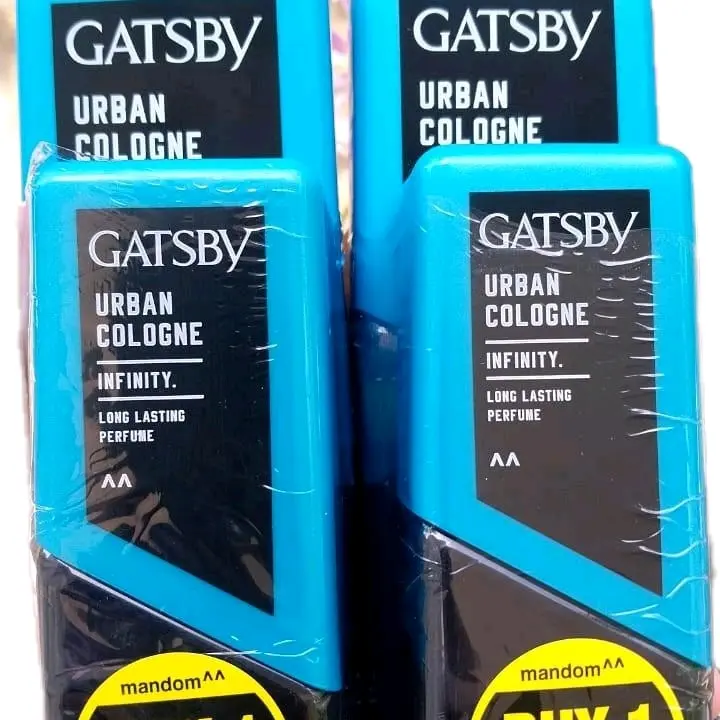 GATSBY
URBAN
COLOGNE
GATSBY
URBAN
COLOGNE
GATSBY
URBAN
COLOGNE
INFINITY.
LONG LASTING
PERFUME
^^
mandom^^
GATSBY
URBAN
COLOGNE
INFINITY.
LONG LASTING
PERFUME
^^
mandom^^
BUY 1